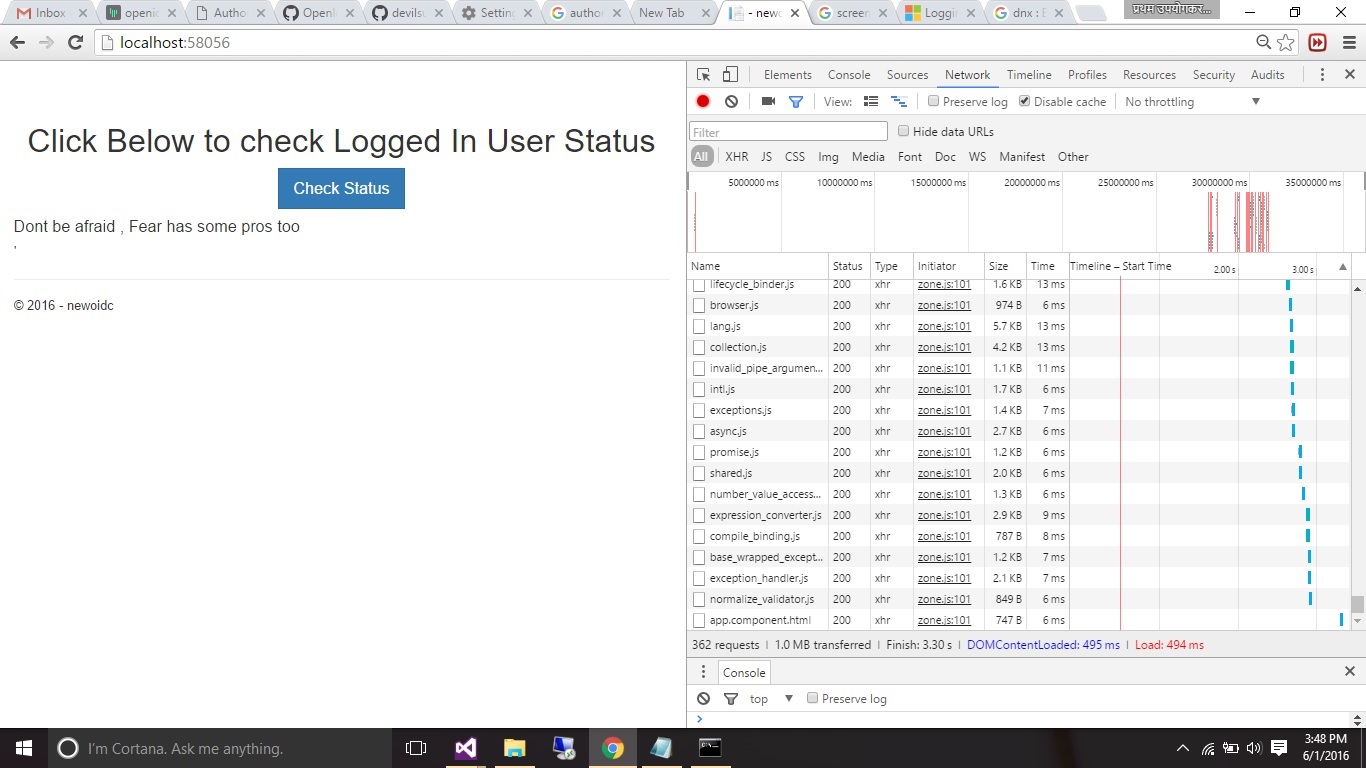 Inbox
openi
Autho
OpenI
devilsu
Setting
autho
New Tab
- newo
screen
Loggin
dnx : E
प्रथम उपयोगकर...
localhost:58056
Click Below to check Logged In User Status
Check Status
Dont be afraid , Fear has some pros too
'
© 2016 - newoidc
Elements Console Sources Network Timeline Profiles Resources Security Audits
View: Preserve log Disable cache No throttling
Filter Hide data URLs
All XHR JS CSS Img Media Font Doc WS Manifest Other
5000000 ms 10000000 ms 15000000 ms 20000000 ms 25000000 ms 30000000 ms 35000000 ms
Name Status Type Initiator Size Time Timeline – Start Time 2.00 s 3.00 s
lifecycle_binder.js 200 xhr zone.js:101 1.6 KB 13 ms
browser.js 200 xhr zone.js:101 974 B 6 ms
lang.js 200 xhr zone.js:101 5.7 KB 13 ms
collection.js 200 xhr zone.js:101 4.2 KB 13 ms
invalid_pipe_argumen... 200 xhr zone.js:101 1.1 KB 11 ms
intl.js 200 xhr zone.js:101 1.7 KB 6 ms
exceptions.js 200 xhr zone.js:101 1.4 KB 7 ms
async.js 200 xhr zone.js:101 2.7 KB 6 ms
promise.js 200 xhr zone.js:101 1.2 KB 6 ms
shared.js 200 xhr zone.js:101 2.0 KB 6 ms
number_value_access... 200 xhr zone.js:101 1.3 KB 6 ms
expression_converter.js 200 xhr zone.js:101 2.9 KB 9 ms
compile_binding.js 200 xhr zone.js:101 787 B 8 ms
base_wrapped_except... 200 xhr zone.js:101 1.2 KB 7 ms
exception_handler.js 200 xhr zone.js:101 2.1 KB 7 ms
normalize_validator.js 200 xhr zone.js:101 849 B 6 ms
app.component.html 200 xhr zone.js:101 747 B 6 ms
362 requests | 1.0 MB transferred | Finish: 3.30 s | DOMContentLoaded: 495 ms | Load: 494 ms
Console
top Preserve log
I'm Cortana. Ask me anything.
3:48 PM
6/1/2016